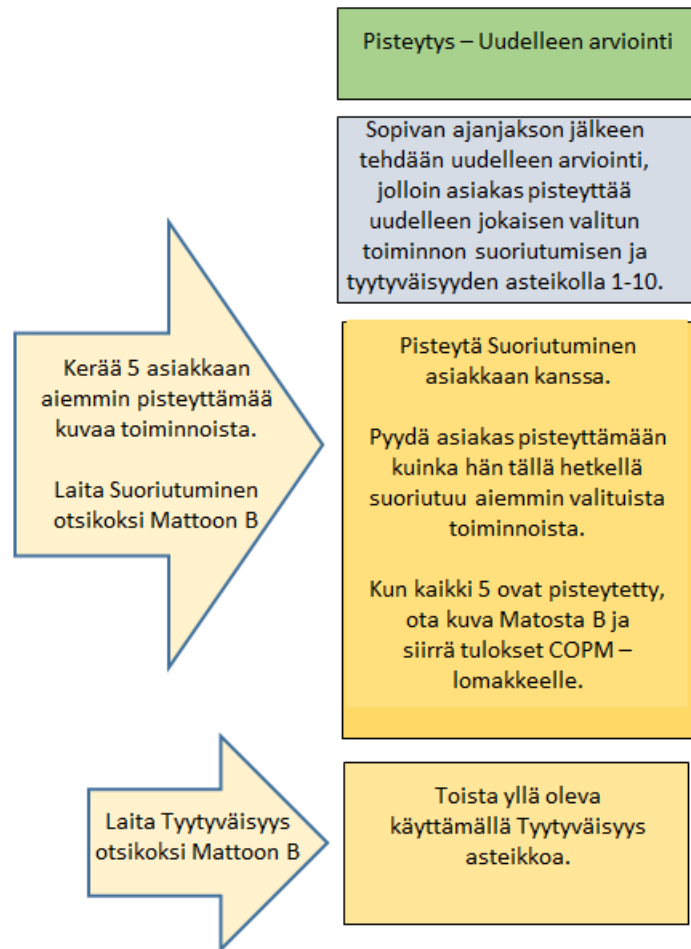 Pisteytys – Uudelleen arviointi
Sopivan ajanjakson jälkeen
tehdään uudelleen arviointi,
jolloin asiakas pisteyttää
uudelleen jokaisen valitun
toiminnon suoriutumisen ja
tyytyväisyyden asteikolla 1-10.
Kerää 5 asiakkaan
aiemmin pisteyttämää
kuvaa toiminnoista.
Laita Suoriutuminen
otsikoksi Mattoon B
Pisteytä Suoriutuminen
asiakkaan kanssa.
Pyydä asiakas pisteyttämään
kuinka hän tällä hetkellä
suoriutuu aiemmin valituista
toiminnoista.
Kun kaikki 5 ovat pisteytetty,
ota kuva Matosta B ja
siirrä tulokset COPM –
lomakkeelle.
Laita Tyytyväisyys
otsikoksi Mattoon B
Toista yllä oleva
käyttämällä Tyytyväisyys
asteikkoa.